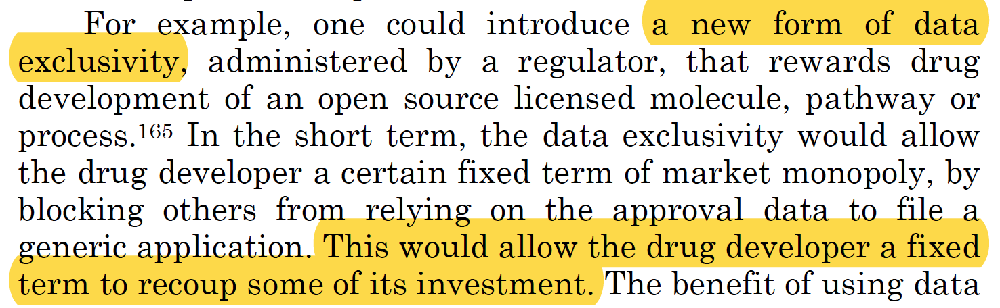 For example, one could introduce a new form of data
exclusivity, administered by a regulator, that rewards drug
development of an open source licensed molecule, pathway or
process.165 In the short term, the data exclusivity would allow
the drug developer a certain fixed term of market monopoly, by
blocking others from relying on the approval data to file a
generic application. This would allow the drug developer a fixed
term to recoup some of its investment. The benefit of using data